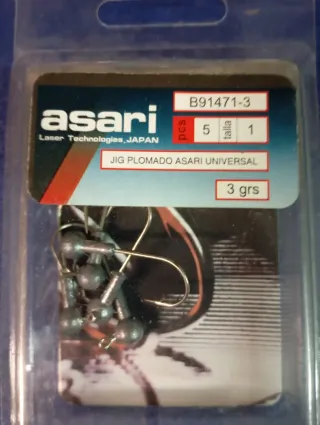 B91471-3
asari
Laser Technologies, JAPAN
pcs 5 talla 1
JIG PLOMADO ASARI UNIVERSAL
3 grs